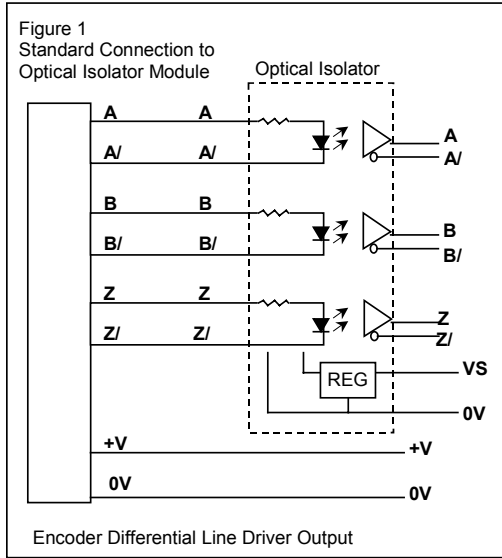 Figure 1
Standard Connection to
Optical Isolator Module
Optical Isolator
A A A
A/ A/ A/
B B B
B/ B/ B/
Z Z Z
Z/ Z/ Z/
REG VS
0V
+V +V
0V 0V
Encoder Differential Line Driver Output